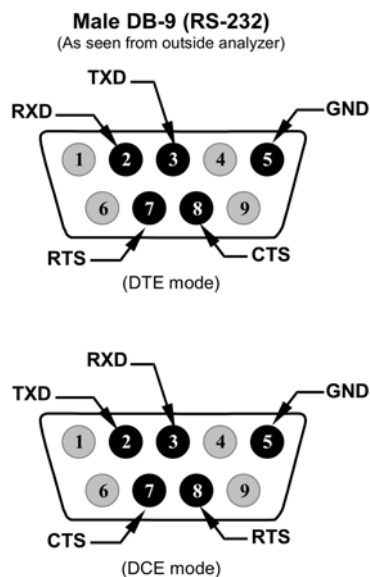 Male DB-9 (RS-232)
(As seen from outside analyzer)
TXD
RXD
GND
1 2 3 4 5
6 7 8 9
RTS
CTS
(DTE mode)
RXD
TXD
GND
1 2 3 4 5
6 7 8 9
CTS
RTS
(DCE mode)